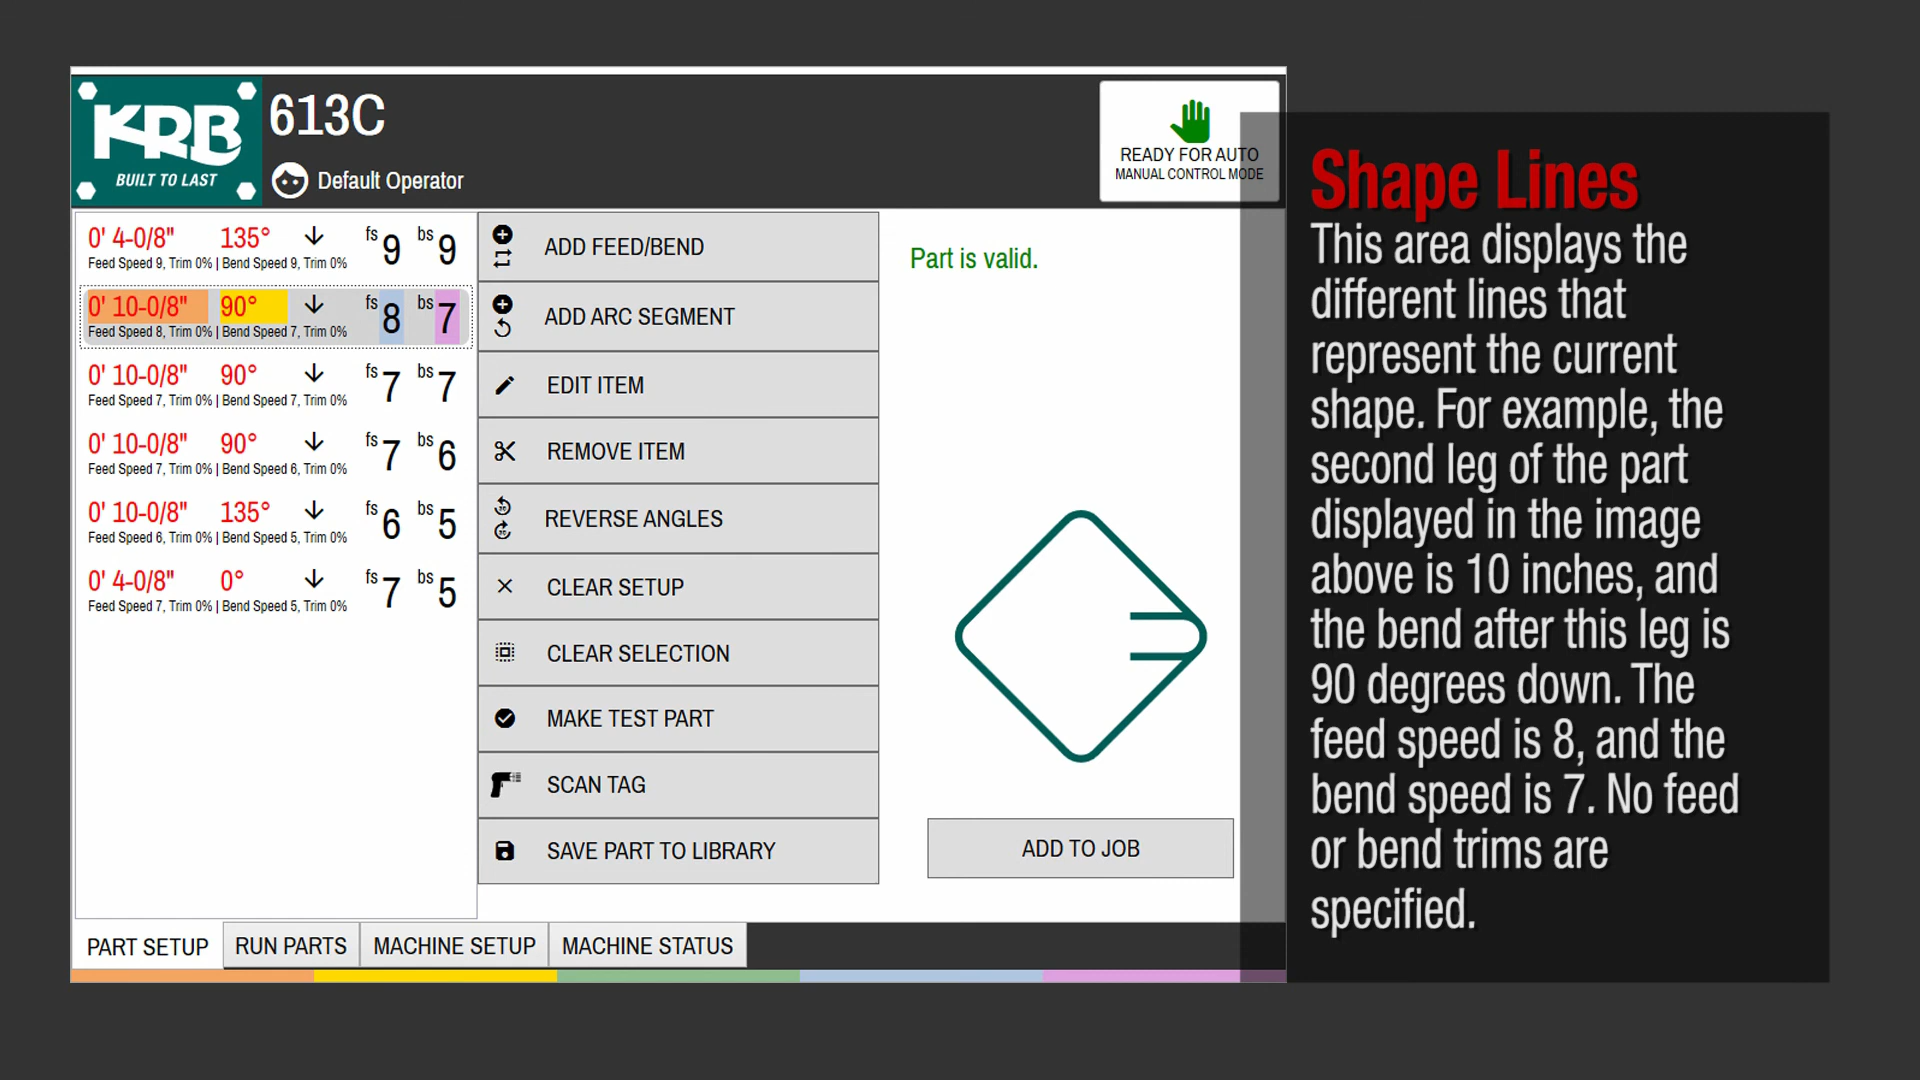 KRB
BUILT TO LAST
613C
Default Operator
READY FOR AUTO
MANUAL CONTROL MODE
0' 4-0/8" 135° ↓ fs 9 bs 9
Feed Speed 9, Trim 0% | Bend Speed 9, Trim 0%
0' 10-0/8" 90° ↓ fs 8 bs 7
Feed Speed 8, Trim 0% | Bend Speed 7, Trim 0%
0' 10-0/8" 90° ↓ fs 7 bs 7
Feed Speed 7, Trim 0% | Bend Speed 7, Trim 0%
0' 10-0/8" 90° ↓ fs 7 bs 6
Feed Speed 7, Trim 0% | Bend Speed 6, Trim 0%
0' 10-0/8" 135° ↓ fs 6 bs 5
Feed Speed 6, Trim 0% | Bend Speed 5, Trim 0%
0' 4-0/8" 0° ↓ fs 7 bs 5
Feed Speed 7, Trim 0% | Bend Speed 5, Trim 0%
ADD FEED/BEND
ADD ARC SEGMENT
EDIT ITEM
REMOVE ITEM
REVERSE ANGLES
CLEAR SETUP
CLEAR SELECTION
MAKE TEST PART
SCAN TAG
SAVE PART TO LIBRARY
Part is valid.
ADD TO JOB
PART SETUP
RUN PARTS
MACHINE SETUP
MACHINE STATUS
Shape Lines
This area displays the
different lines that
represent the current
shape. For example, the
second leg of the part
displayed in the image
above is 10 inches, and
the bend after this leg is
90 degrees down. The
feed speed is 8, and the
bend speed is 7. No feed
or bend trims are
specified.